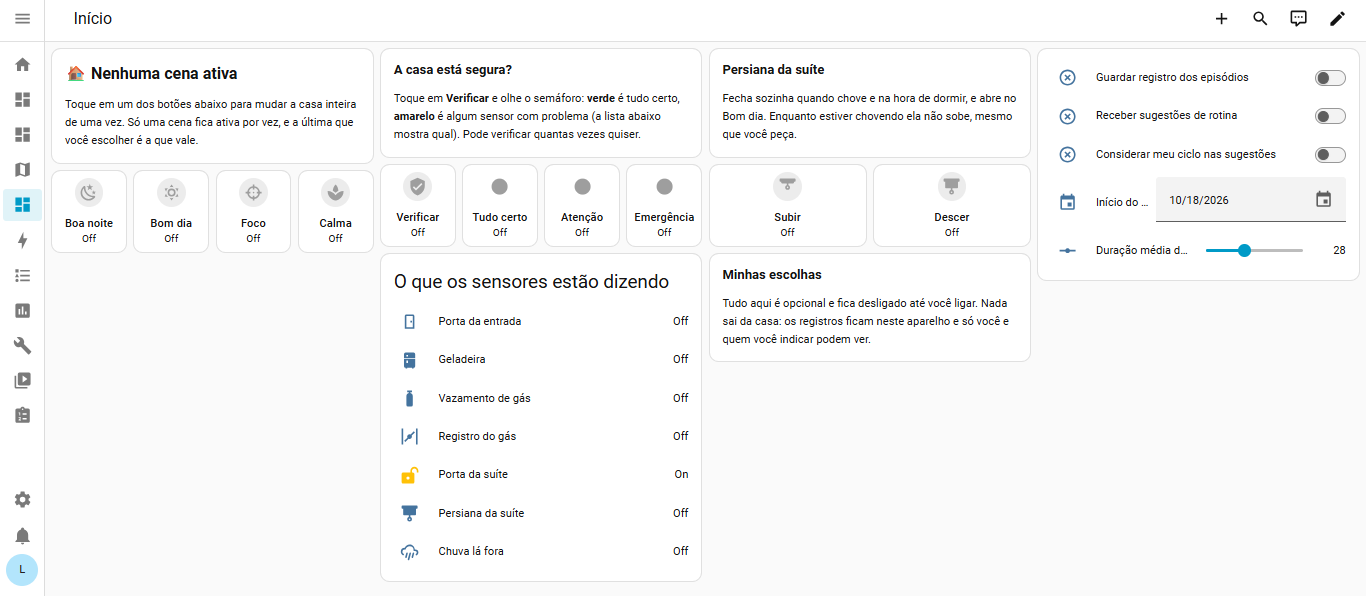 Início
🏠 Nenhuma cena ativa
Toque em um dos botões abaixo para mudar a casa inteira
de uma vez. Só uma cena fica ativa por vez, e a última que
você escolher é a que vale.
Boa noite
Off
Bom dia
Off
Foco
Off
Calma
Off
A casa está segura?
Toque em Verificar e olhe o semáforo: verde é tudo certo,
amarelo é algum sensor com problema (a lista abaixo
mostra qual). Pode verificar quantas vezes quiser.
Verificar
Off
Tudo certo
Off
Atenção
Off
Emergência
Off
O que os sensores estão dizendo
Porta da entrada Off
Geladeira Off
Vazamento de gás Off
Registro do gás Off
Porta da suíte On
Persiana da suíte Off
Chuva lá fora Off
Persiana da suíte
Fecha sozinha quando chove e na hora de dormir, e abre no
Bom dia. Enquanto estiver chovendo ela não sobe, mesmo
que você peça.
Subir
Off
Descer
Off
Minhas escolhas
Tudo aqui é opcional e fica desligado até você ligar. Nada
sai da casa: os registros ficam neste aparelho e só você e
quem você indicar podem ver.
Guardar registro dos episódios
Receber sugestões de rotina
Considerar meu ciclo nas sugestões
Início do ... 10/18/2026
Duração média d... 28
L